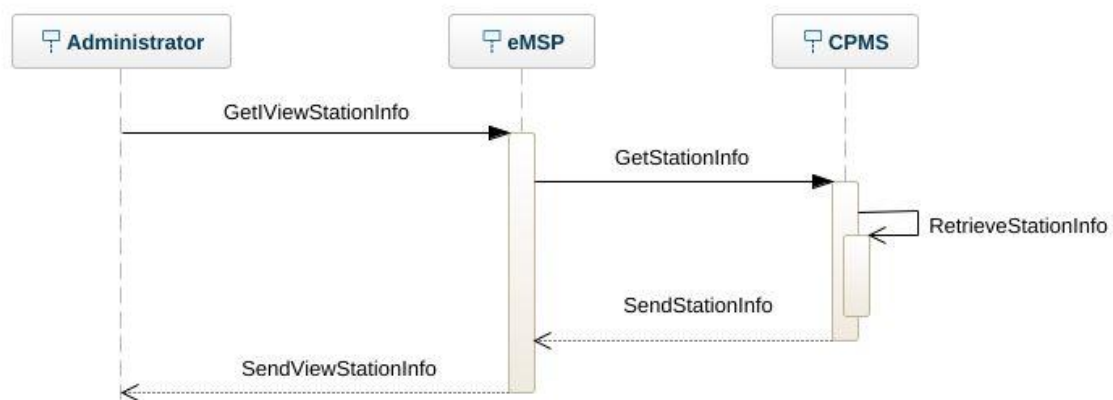 Administrator
eMSP
CPMS
GetIViewStationInfo
GetStationInfo
RetrieveStationInfo
SendStationInfo
SendViewStationInfo